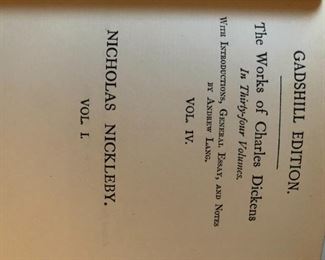 GADSHILL EDITION.
The Works of Charles Dickens
In Thirty-four Volumes.
WITH INTRODUCTIONS, GENERAL ESSAY, AND NOTES
BY ANDREW LANG.
VOL. IV.
NICHOLAS NICKLEBY.
VOL. I.